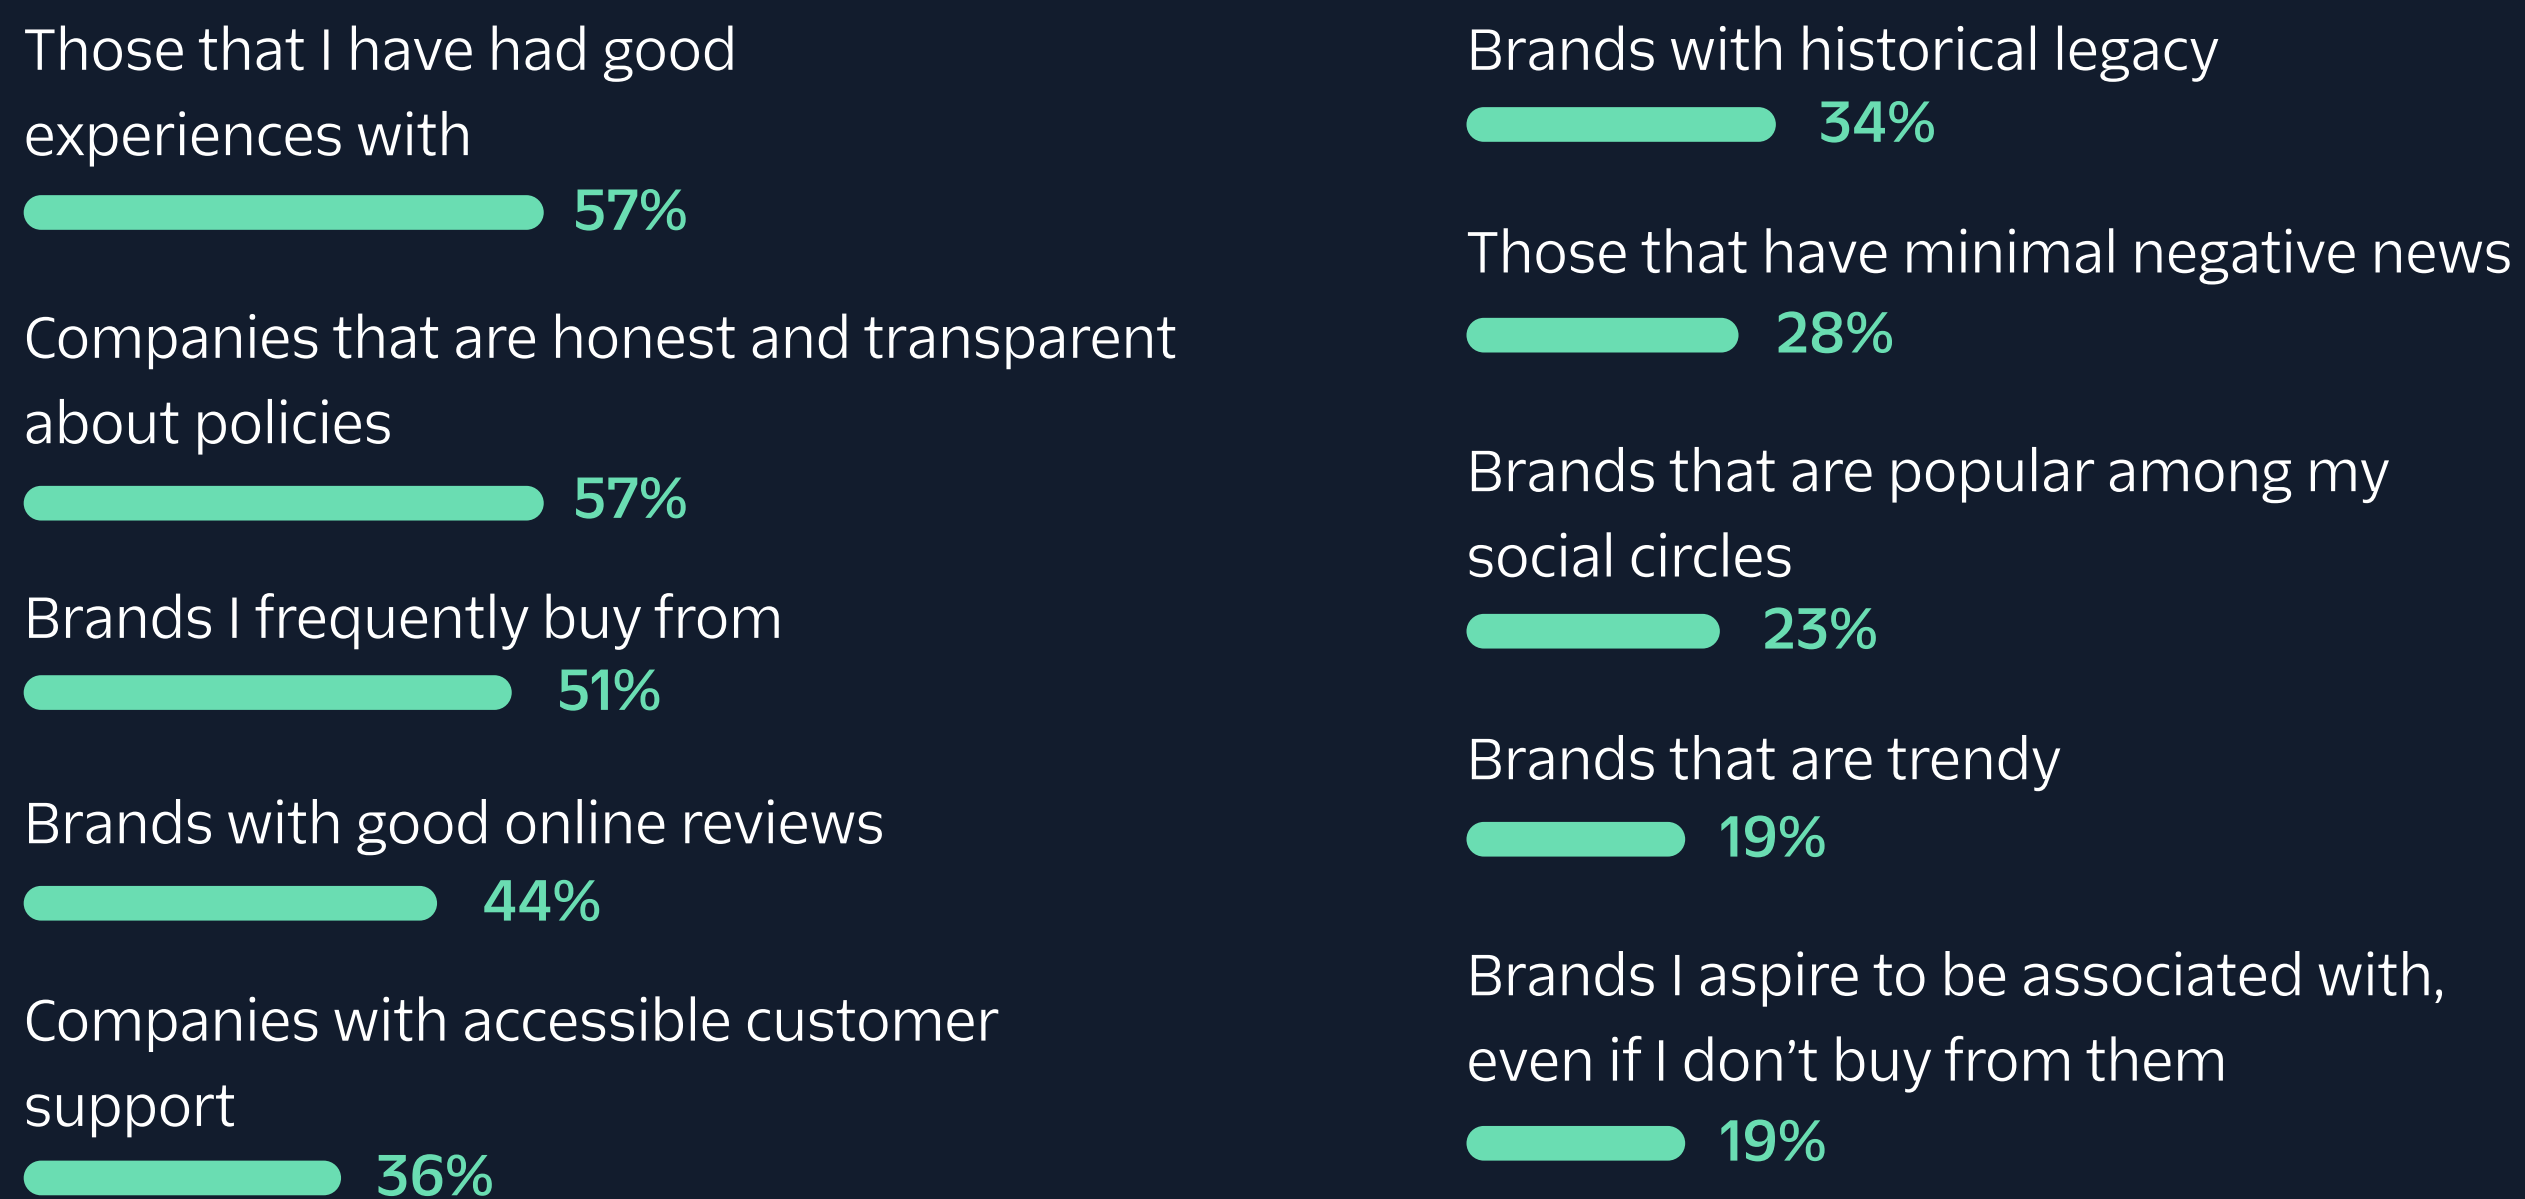 Those that I have had good
experiences with
57%
Companies that are honest and transparent
about policies
57%
Brands I frequently buy from
51%
Brands with good online reviews
44%
Companies with accessible customer
support
36%
Brands with historical legacy
34%
Those that have minimal negative news
28%
Brands that are popular among my
social circles
23%
Brands that are trendy
19%
Brands I aspire to be associated with,
even if I don’t buy from them
19%